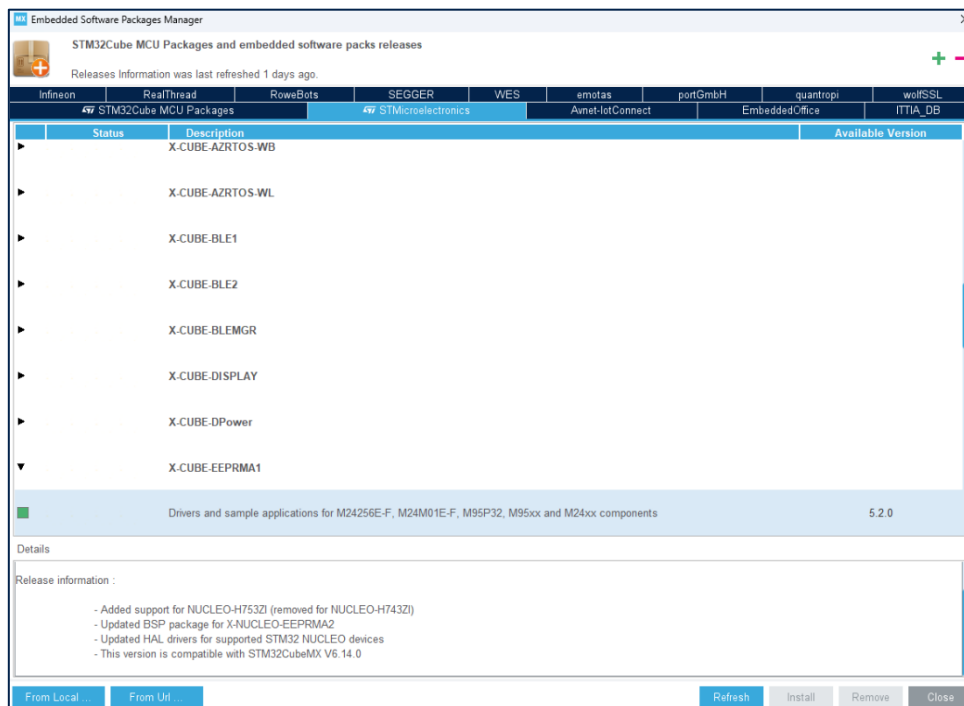 MX Embedded Software Packages Manager
STM32Cube MCU Packages and embedded software packs releases
Releases Information was last refreshed 1 days ago.
Infineon RealThread RoweBots SEGGER WES emotas portGmbH quantropi wolfSSL
STM32Cube MCU Packages STMicroelectronics Avnet-IotConnect EmbeddedOffice ITTIA_DB
Status Description Available Version
X-CUBE-AZRTOS-WB
X-CUBE-AZRTOS-WL
X-CUBE-BLE1
X-CUBE-BLE2
X-CUBE-BLEMGR
X-CUBE-DISPLAY
X-CUBE-DPower
X-CUBE-EEPRMA1
Drivers and sample applications for M24256E-F, M24M01E-F, M95P32, M95xx and M24xx components 5.2.0
Details
Release information :
- Added support for NUCLEO-H753ZI (removed for NUCLEO-H743ZI)
- Updated BSP package for X-NUCLEO-EEPRMA2
- Updated HAL drivers for supported STM32 NUCLEO devices
- This version is compatible with STM32CubeMX V6.14.0
From Local ... From Url ... Refresh Install Remove Close